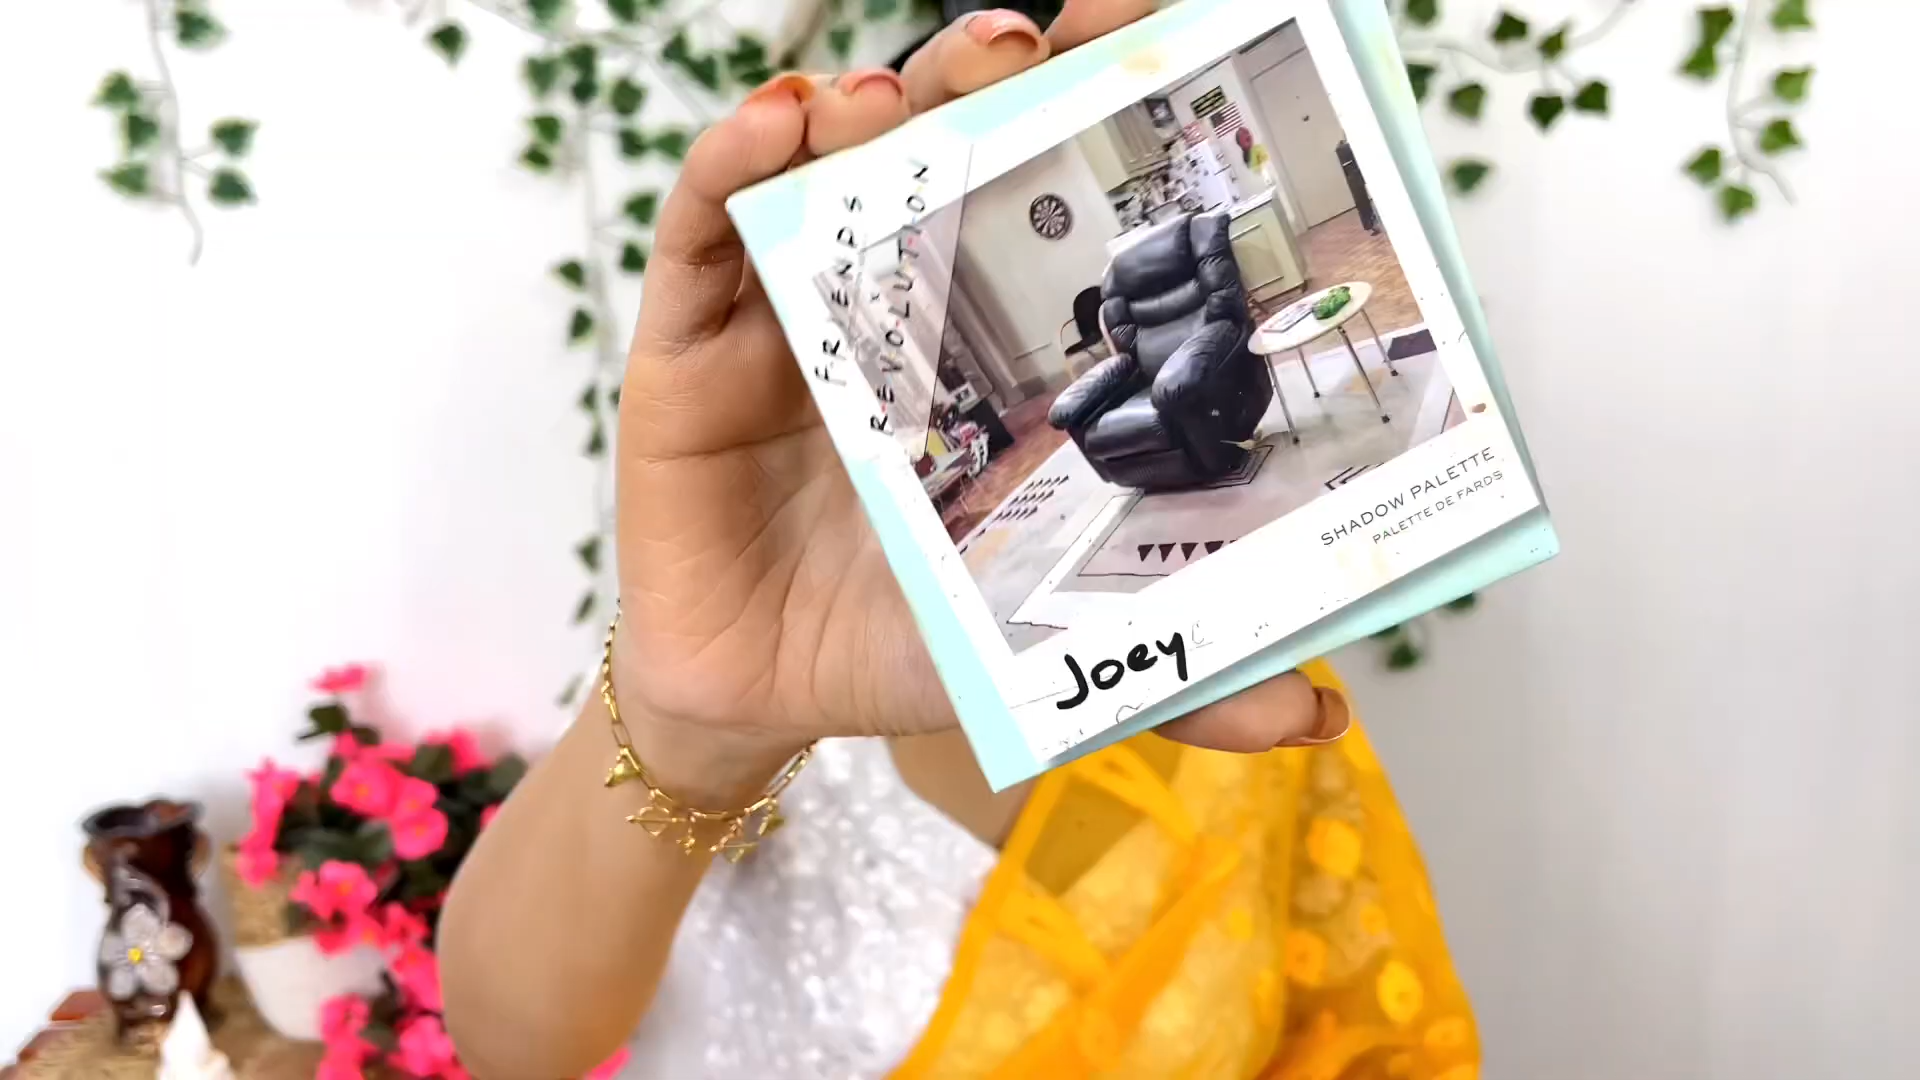 FRIENDS
X
REVOLUTION
SHADOW PALETTE
PALETTE DE FARDS
Joey